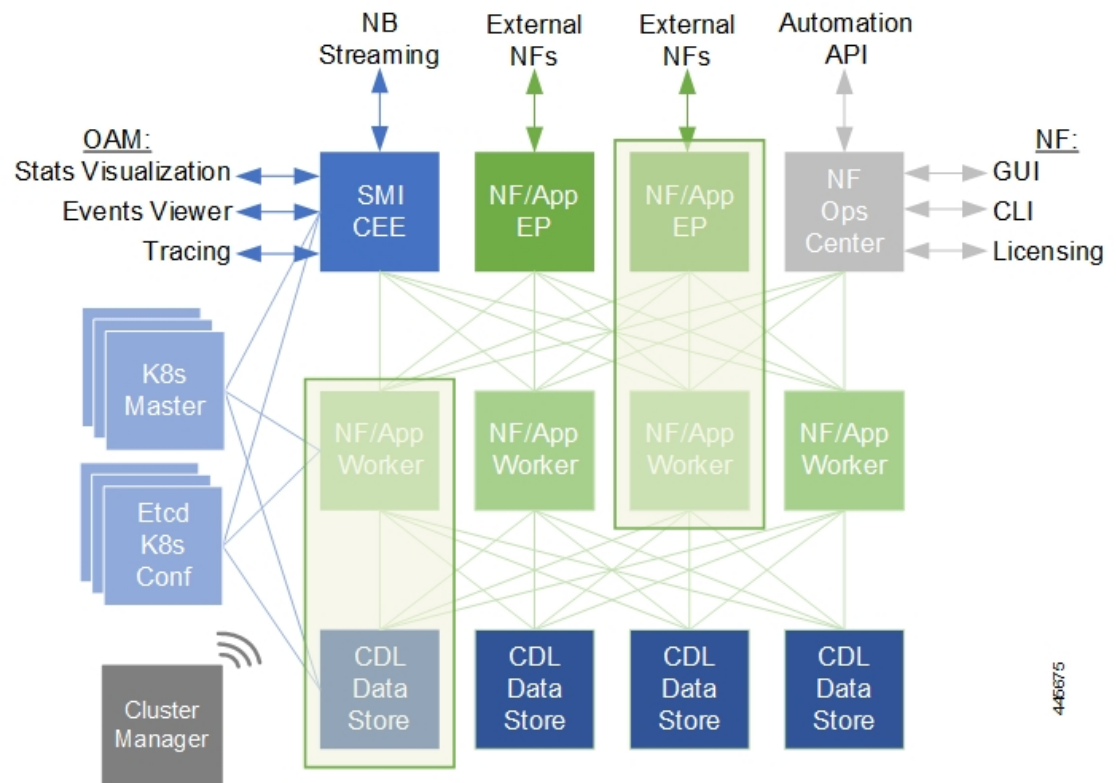 NB
Streaming
External
NFs
External
NFs
Automation
API
OAM:
Stats Visualization
Events Viewer
Tracing
SMI
CEE
NF/App
EP
NF/App
EP
NF
Ops
Center
NF:
GUI
CLI
Licensing
K8s
Master
NF/App
Worker
NF/App
Worker
NF/App
Worker
NF/App
Worker
Etcd
K8s
Conf
CDL
Data
Store
CDL
Data
Store
CDL
Data
Store
CDL
Data
Store
Cluster
Manager
445675